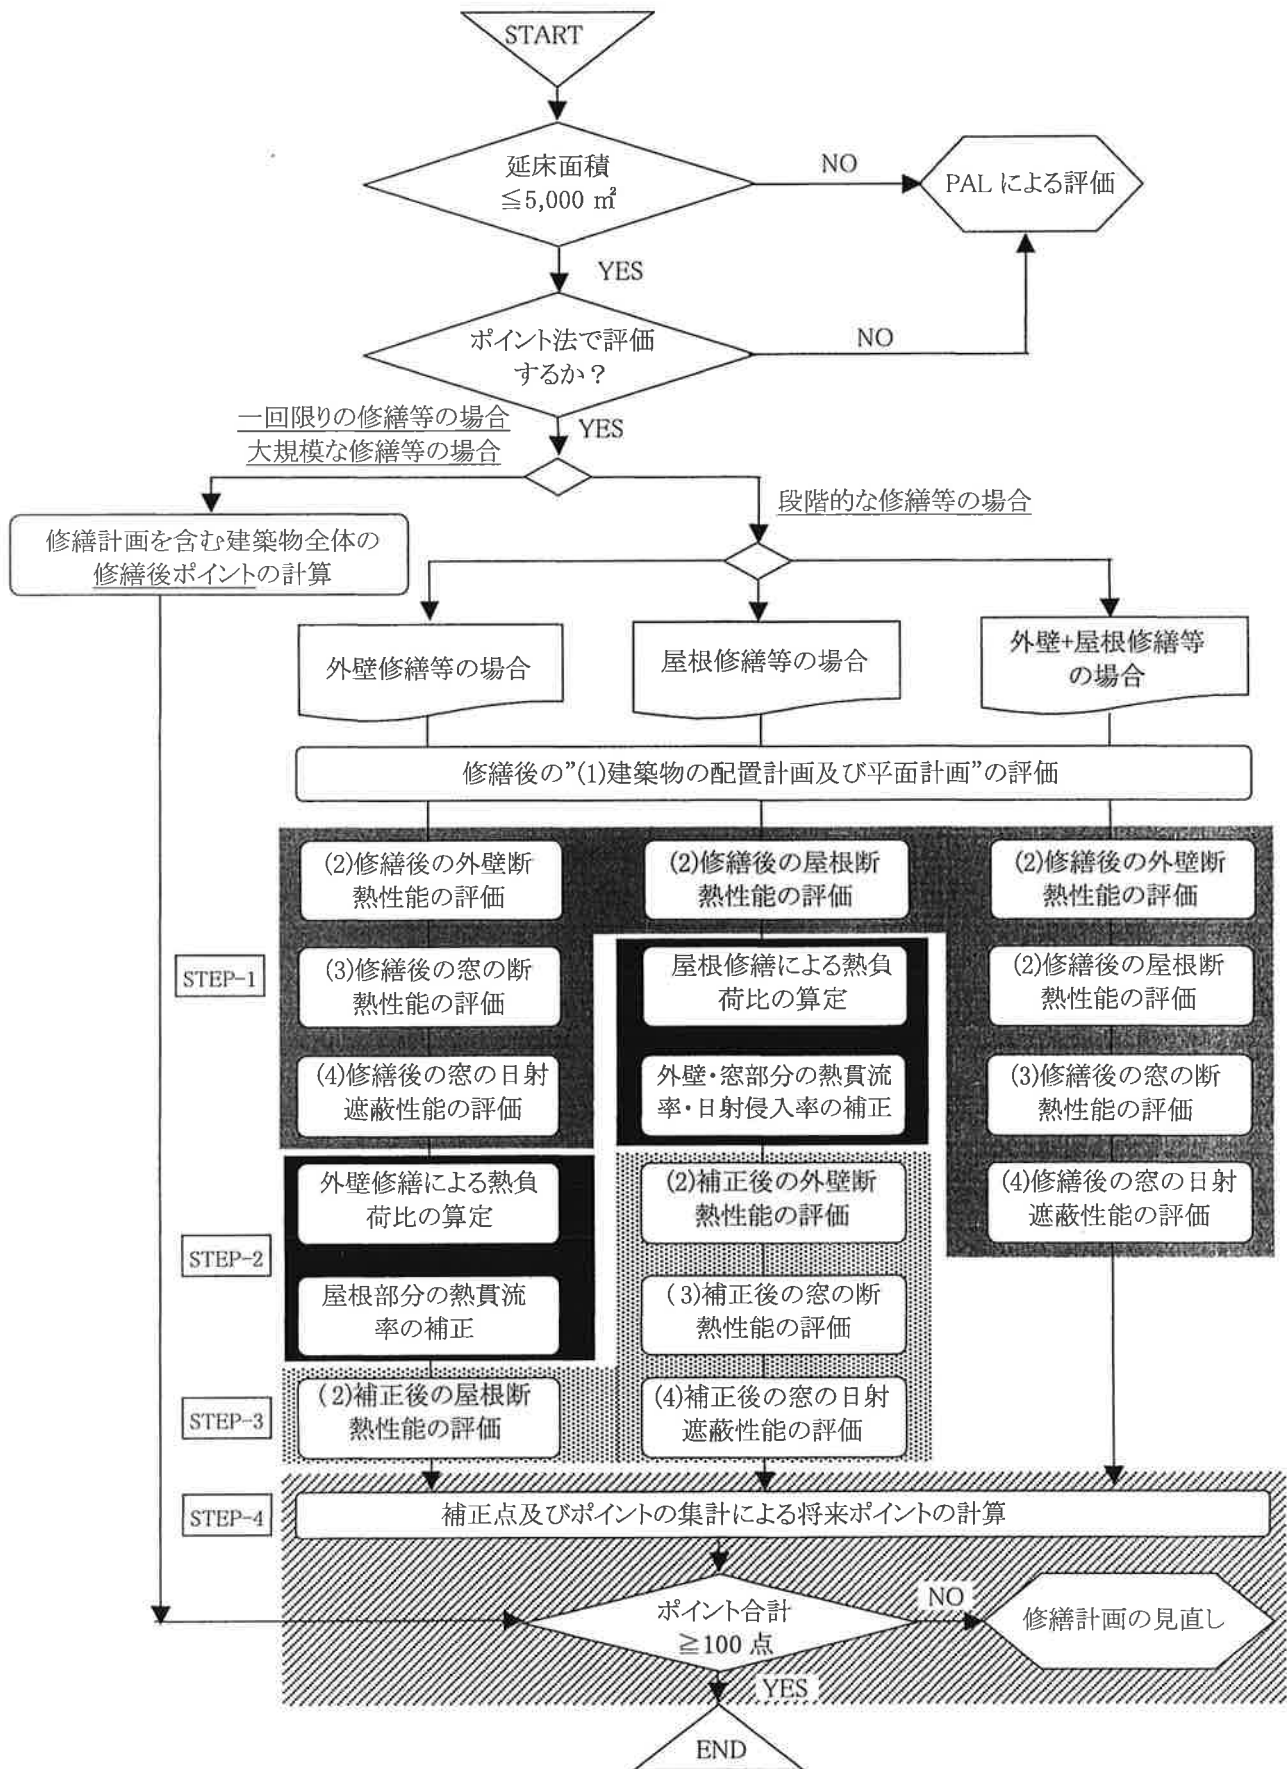 START
延床面積
≦5,000 ㎡
NO
PAL による評価
YES
ポイント法で評価
するか？
NO
YES
一回限りの修繕等の場合
大規模な修繕等の場合
段階的な修繕等の場合
修繕計画を含む建築物全体の
修繕後ポイントの計算
外壁修繕等の場合
屋根修繕等の場合
外壁+屋根修繕等
の場合
修繕後の”(1)建築物の配置計画及び平面計画”の評価
STEP-1
(2)修繕後の外壁断
熱性能の評価
(3)修繕後の窓の断
熱性能の評価
(4)修繕後の窓の日射
遮蔽性能の評価
(2)修繕後の屋根断
熱性能の評価
屋根修繕による熱負
荷比の算定
外壁・窓部分の熱貫流
率・日射侵入率の補正
(2)修繕後の外壁断
熱性能の評価
(2)修繕後の屋根断
熱性能の評価
(3)修繕後の窓の断
熱性能の評価
(4)修繕後の窓の日射
遮蔽性能の評価
STEP-2
外壁修繕による熱負
荷比の算定
屋根部分の熱貫流
率の補正
(2)補正後の外壁断
熱性能の評価
(3)補正後の窓の断
熱性能の評価
STEP-3
(2)補正後の屋根断
熱性能の評価
(4)補正後の窓の日射
遮蔽性能の評価
STEP-4
補正点及びポイントの集計による将来ポイントの計算
ポイント合計
≧100 点
NO
修繕計画の見直し
YES
END